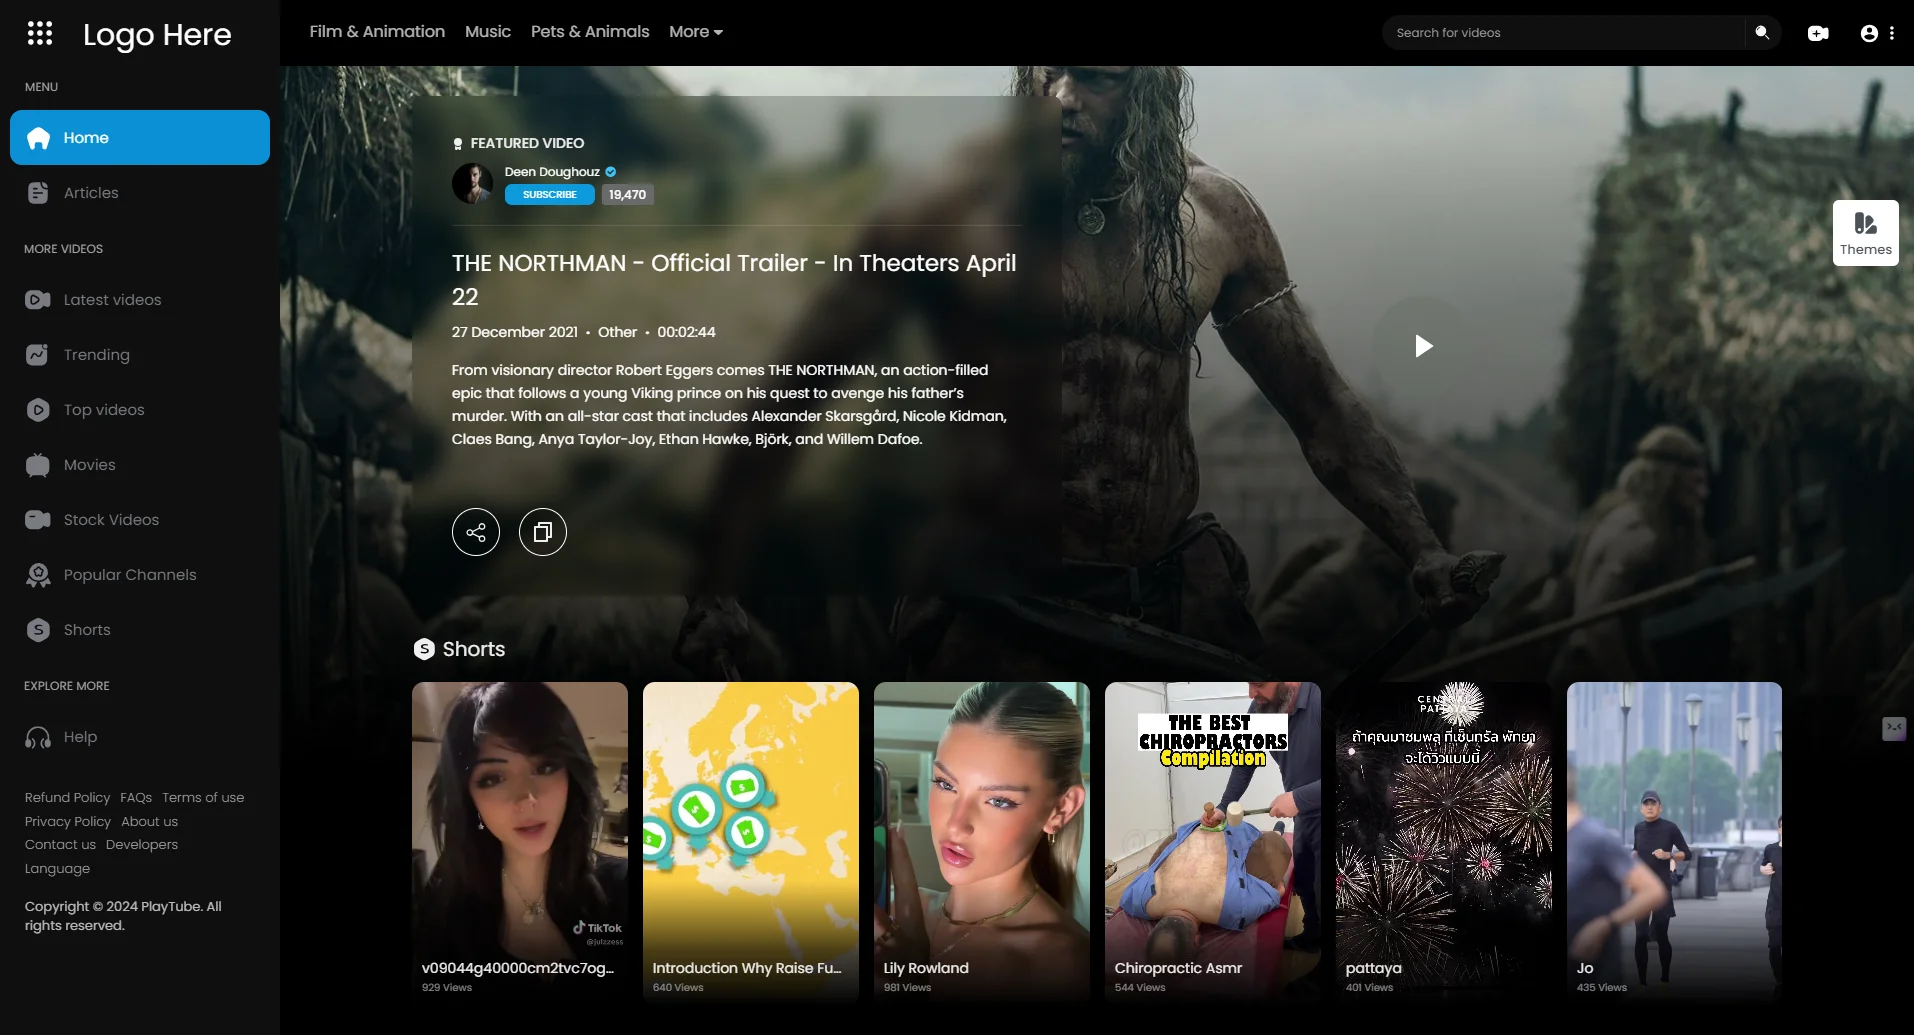 Logo Here
Film & Animation
Music
Pets & Animals
More
Search for videos
MENU
Home
Articles
MORE VIDEOS
Latest videos
Trending
Top videos
Movies
Stock Videos
Popular Channels
Shorts
EXPLORE MORE
Help
Refund Policy FAQs Terms of use
Privacy Policy About us
Contact us Developers
Language
Copyright © 2024 PlayTube. All
rights reserved.
FEATURED VIDEO
Deen Doughouz
SUBSCRIBE 19,470
THE NORTHMAN - Official Trailer - In Theaters April
22
27 December 2021 • Other • 00:02:44
From visionary director Robert Eggers comes THE NORTHMAN, an action-filled
epic that follows a young Viking prince on his quest to avenge his father's
murder. With an all-star cast that includes Alexander Skarsgård, Nicole Kidman,
Claes Bang, Anya Taylor-Joy, Ethan Hawke, Björk, and Willem Dafoe.
Themes
S Shorts
TikTok
@julzzess
v09044g40000cm2tvc7og...
929 Views
Introduction Why Raise Fu...
640 Views
Lily Rowland
981 Views
THE BEST
CHIROPRACTORS
Compilation
Chiropractic Asmr
544 Views
CENTRAL
PATTAYA
ถ้าคุณมาชมพลุ ที่เซ็นทรัล พัทยา
จะได้วิวแบบนี้
pattaya
401 Views
Jo
435 Views